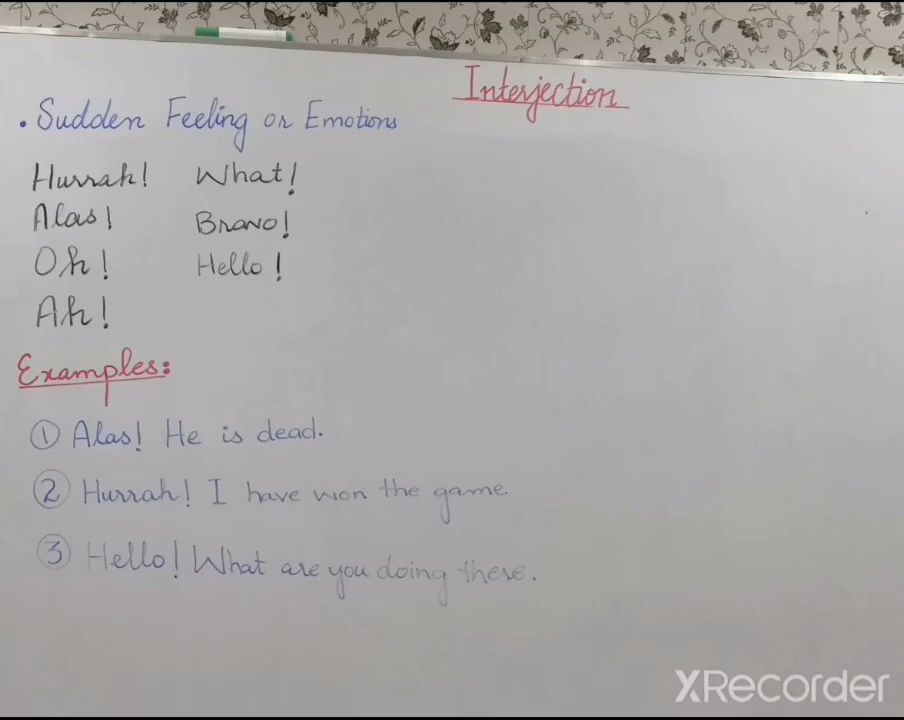 Interjection
. Sudden Feeling or Emotions
Hurrah! What!
Alas! Bravo!
Oh! Hello!
Ah!
Examples:
① Alas! He is dead.
② Hurrah! I have won the game.
③ Hello! What are you doing there.
XRecorder